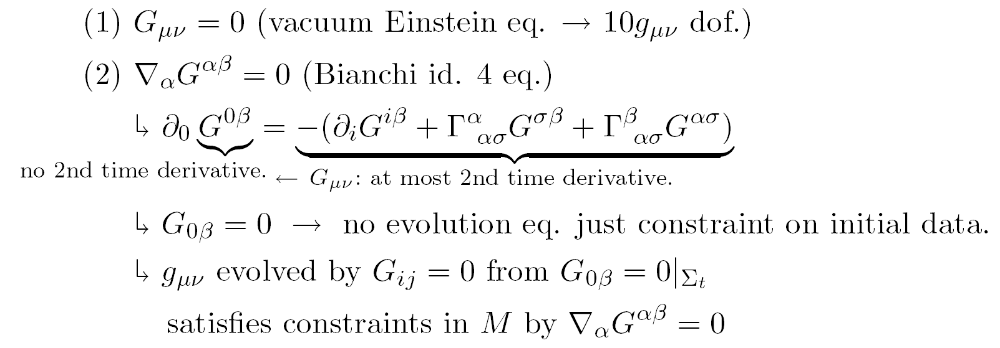 (1) $G_{\mu\nu} = 0$ (vacuum Einstein eq. $\rightarrow$ $10g_{\mu\nu}$ dof.)
(2) $\nabla_{\alpha}G^{\alpha\beta} = 0$ (Bianchi id. 4 eq.)
↳ $\partial_0 \underbrace{G^{0\beta}} = \underbrace{-(\partial_i G^{i\beta} + \Gamma^{\alpha}{}_{\alpha\sigma}G^{\sigma\beta} + \Gamma^{\beta}{}_{\alpha\sigma}G^{\alpha\sigma})}$
no 2nd time derivative. $\leftarrow$ $G_{\mu\nu}$: at most 2nd time derivative.
↳ $G_{0\beta} = 0$ $\rightarrow$ no evolution eq. just constraint on initial data.
↳ $g_{\mu\nu}$ evolved by $G_{ij} = 0$ from $G_{0\beta} = 0|_{\Sigma_t}$
satisfies constraints in $M$ by $\nabla_{\alpha}G^{\alpha\beta} = 0$